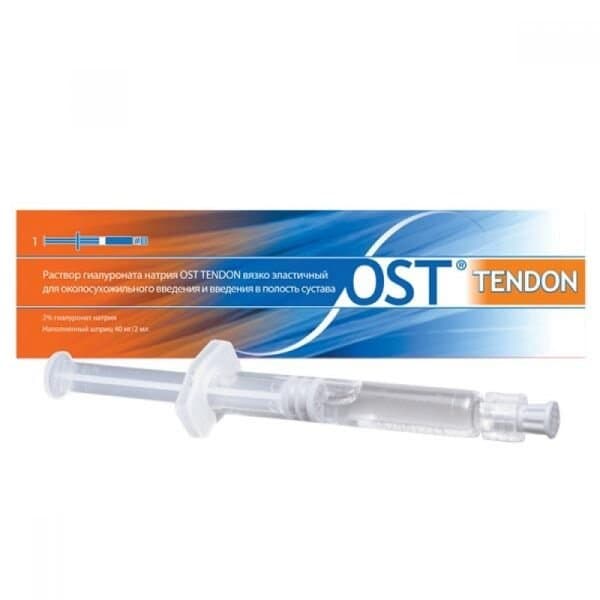 1
Раствор гиалуроната натрия OST TENDON вязко эластичный
для околосухожильного введения и введения в полость сустава
2% гиалуронат натрия
Наполненный шприц 40 мг/2 мл
OST® TENDON